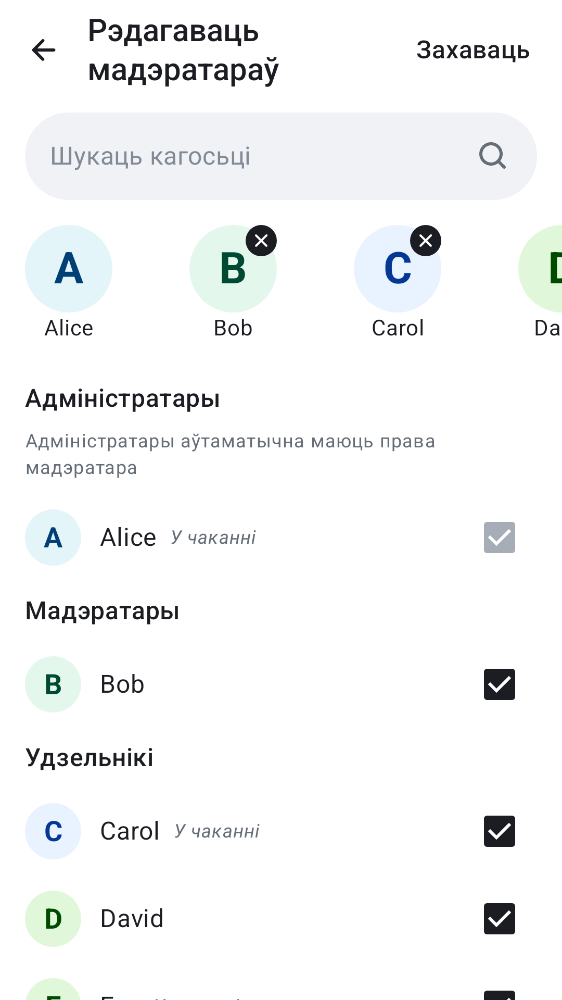 Рэдагаваць
мадэратараў
Захаваць
Шукаць кагосьці
A
B
C
D
Alice
Bob
Carol
Da
Адміністратары
Адміністратары аўтаматычна маюць права
мадэратара
A
Alice У чаканні
Мадэратары
B
Bob
Удзельнікі
C
Carol У чаканні
D
David